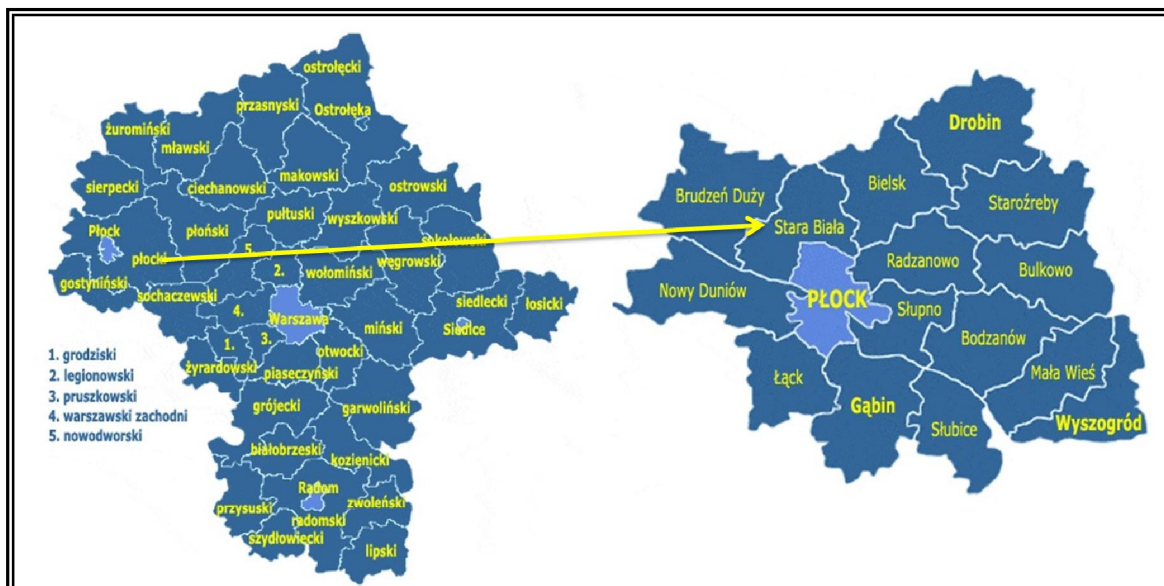 ostrołęcki
przasnyski
Ostrołęka
żuromiński
mławski
makowski
sierpecki
ciechanowski
ostrowski
pułtuski
wyszkowski
Płock
płoński
sokołowski
5.
płocki
2.
wołomiński
węgrowski
gostyniński
sochaczewski
siedlecki
łosicki
4.
Warszawa
miński
Siedlce
1.
3.
otwocki
żyrardowski
piaseczyński
grójecki
garwoliński
białobrzeski
kozienicki
Radom
przysuski
zwoleński
radomski
szydłowiecki
lipski
1. grodziski
2. legionowski
3. pruszkowski
4. warszawski zachodni
5. nowodworski
Drobin
Bielsk
Brudzeń Duży
Staroźreby
Stara Biała
Radzanowo
Bulkowo
Nowy Duniów
PŁOCK
Słupno
Bodzanów
Mała Wieś
Łąck
Gąbin
Słubice
Wyszogród